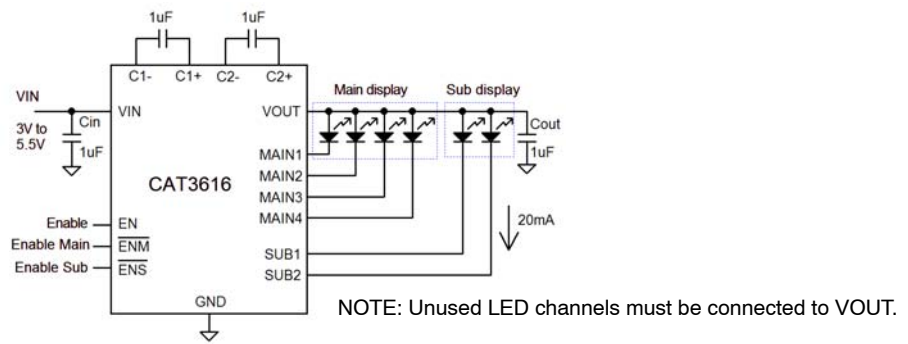 1uF 1uF
C1- C1+ C2- C2+
Main display Sub display
VIN
VIN VOUT
Cin
3V to
5.5V
1uF
Cout
1uF
MAIN1
MAIN2
CAT3616
MAIN3
MAIN4
20mA
Enable EN
Enable Main ENM
Enable Sub ENS
SUB1
SUB2
GND
NOTE: Unused LED channels must be connected to VOUT.